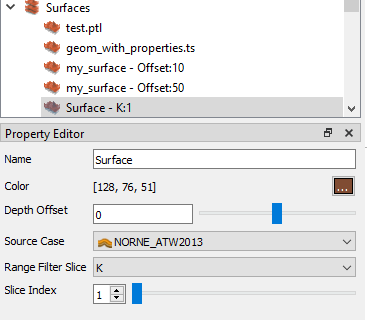 Surfaces
test.ptl
geom_with_properties.ts
my_surface - Offset:10
my_surface - Offset:50
Surface - K:1
Property Editor
Name Surface
Color [128, 76, 51] ...
Depth Offset 0
Source Case NORNE_ATW2013
Range Filter Slice K
Slice Index 1